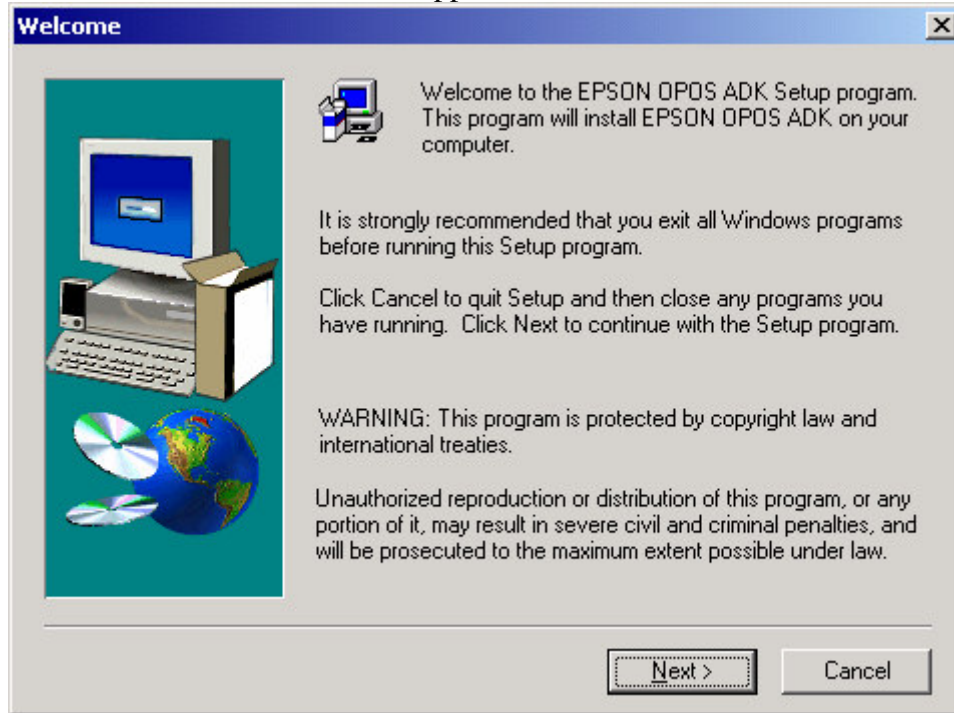 Welcome
Welcome to the EPSON OPOS ADK Setup program.
This program will install EPSON OPOS ADK on your
computer.
It is strongly recommended that you exit all Windows programs
before running this Setup program.
Click Cancel to quit Setup and then close any programs you
have running.  Click Next to continue with the Setup program.
WARNING: This program is protected by copyright law and
international treaties.
Unauthorized reproduction or distribution of this program, or any
portion of it, may result in severe civil and criminal penalties, and
will be prosecuted to the maximum extent possible under law.
Next >
Cancel